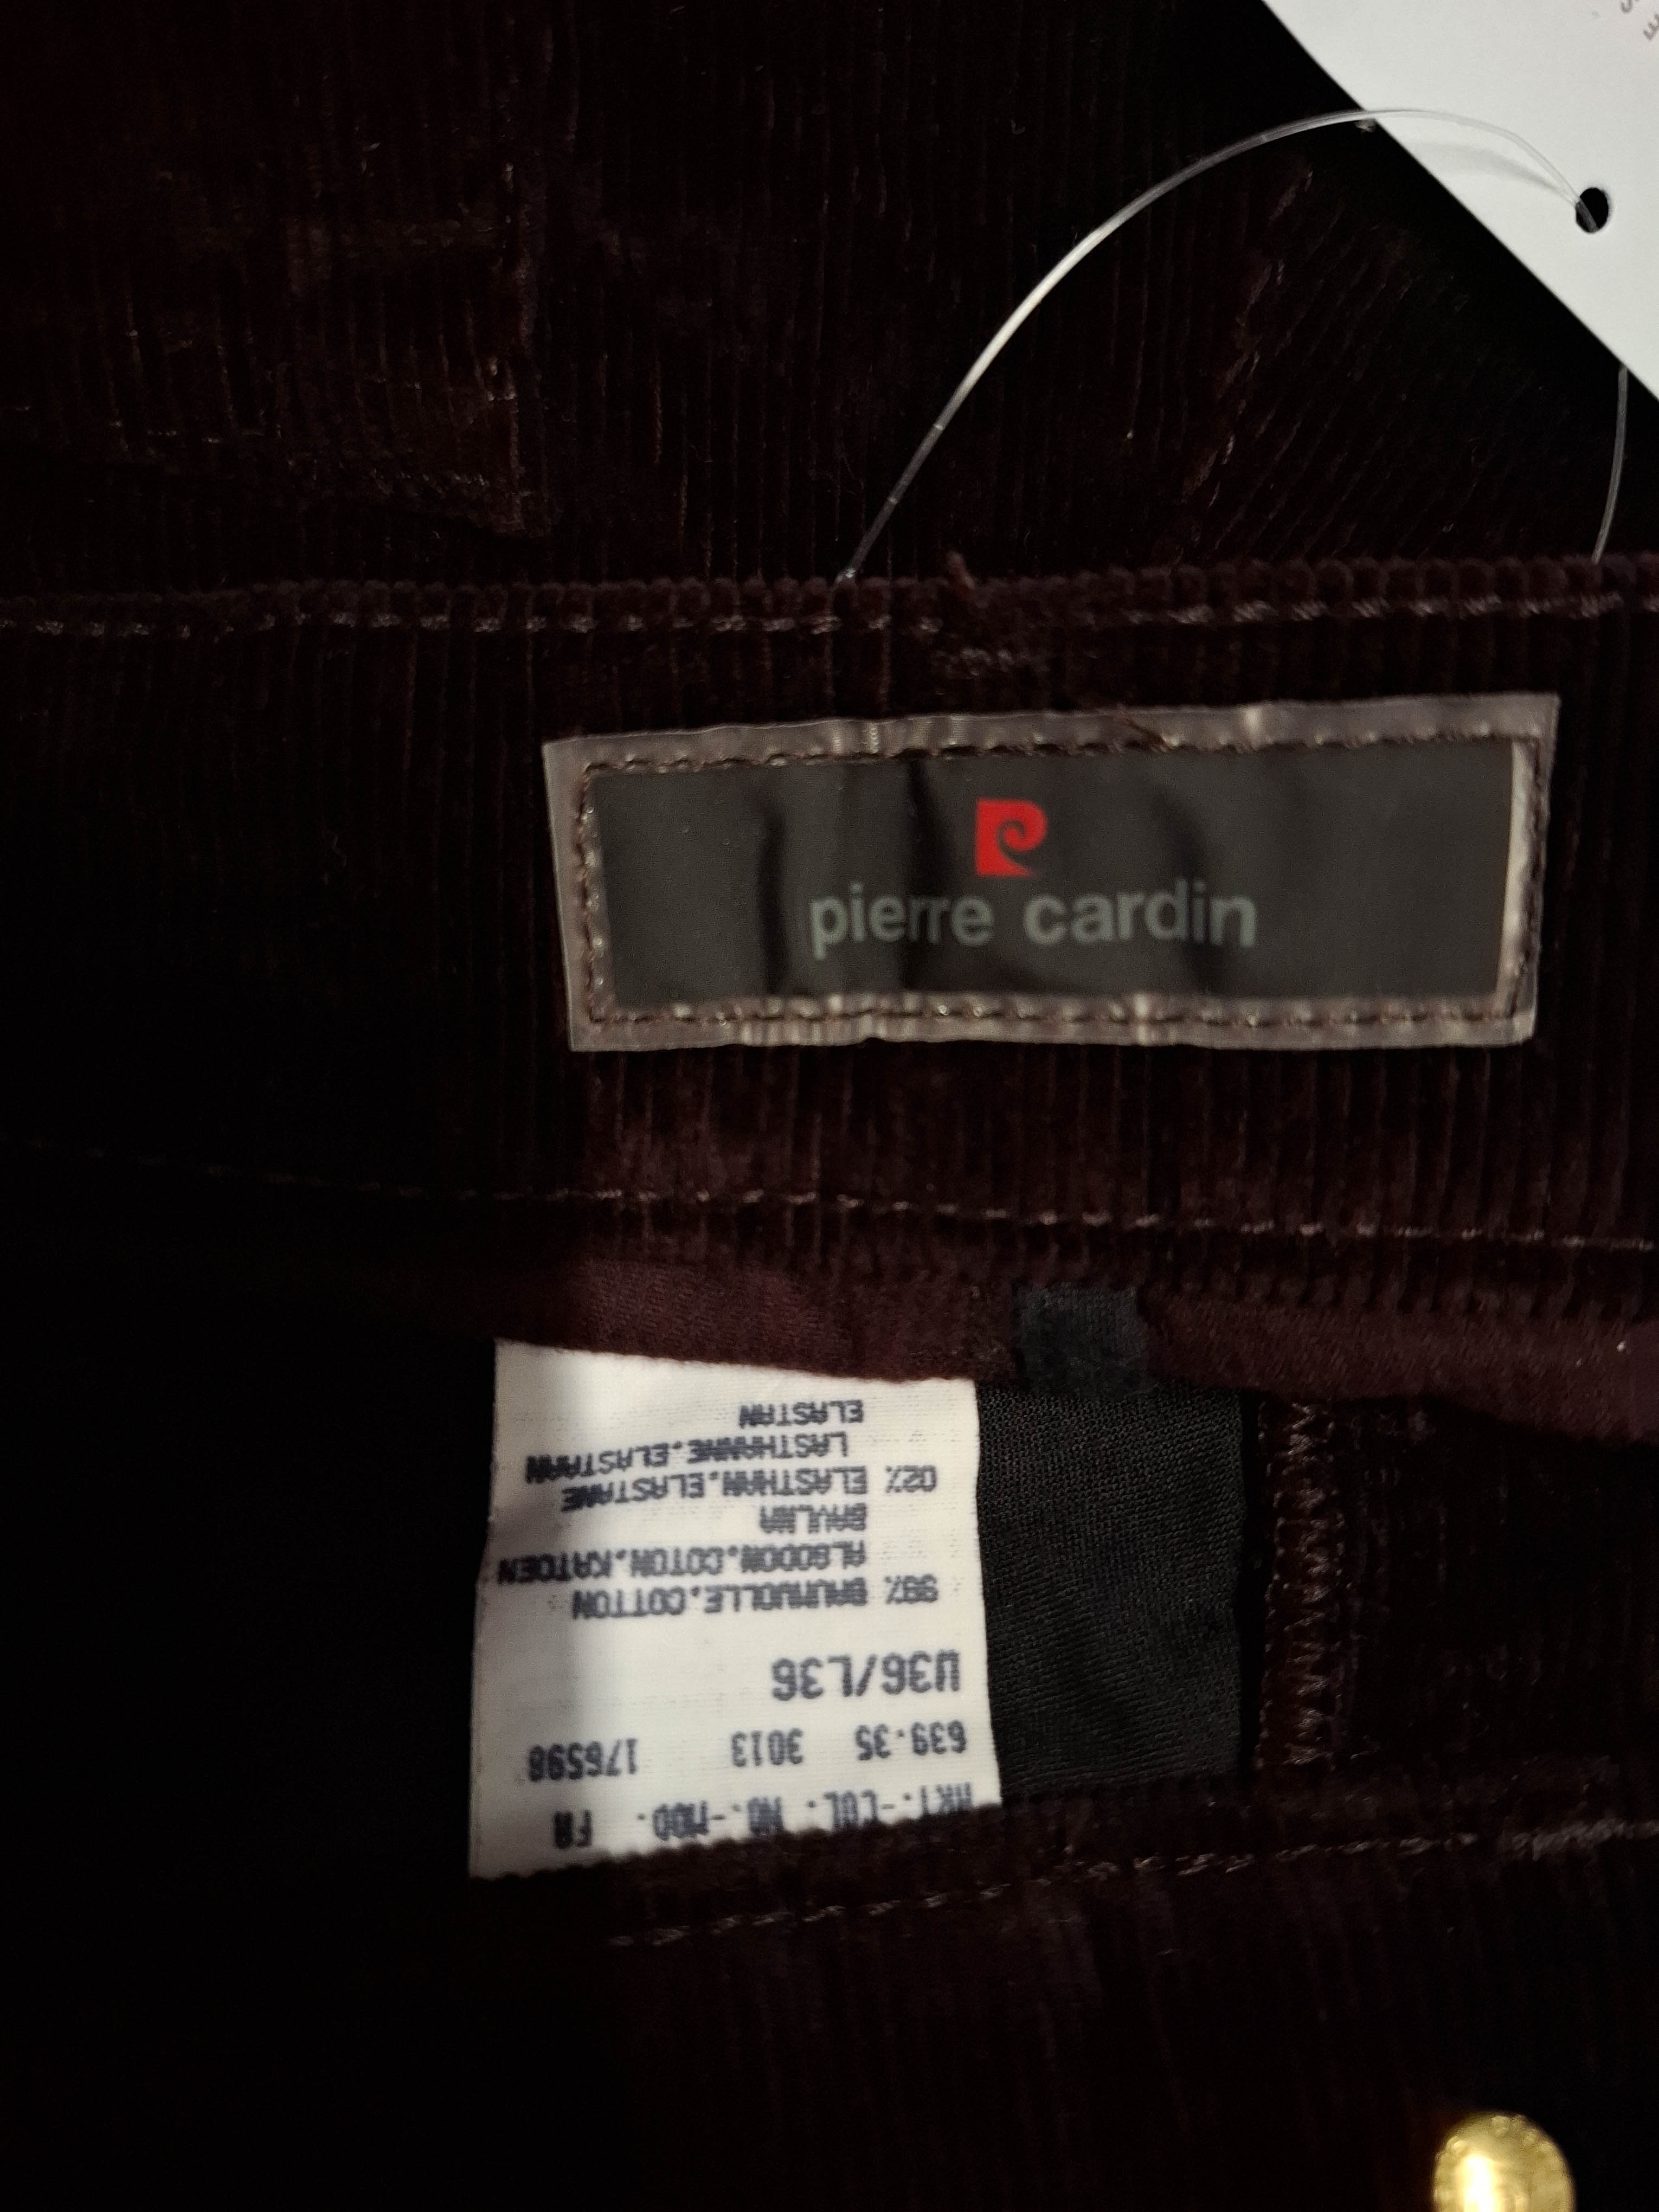 pierre cardin
ART.-COL. NO.-MOD. FA
639.35 3013 176598
W36/L36
98% BAUMWOLLE.COTTON
ALGODON.COTON.KATOEN
BAVLNA
02% ELASTHAN.ELASTANE
LASTHANNE.ELASTAAN
ELASTAN